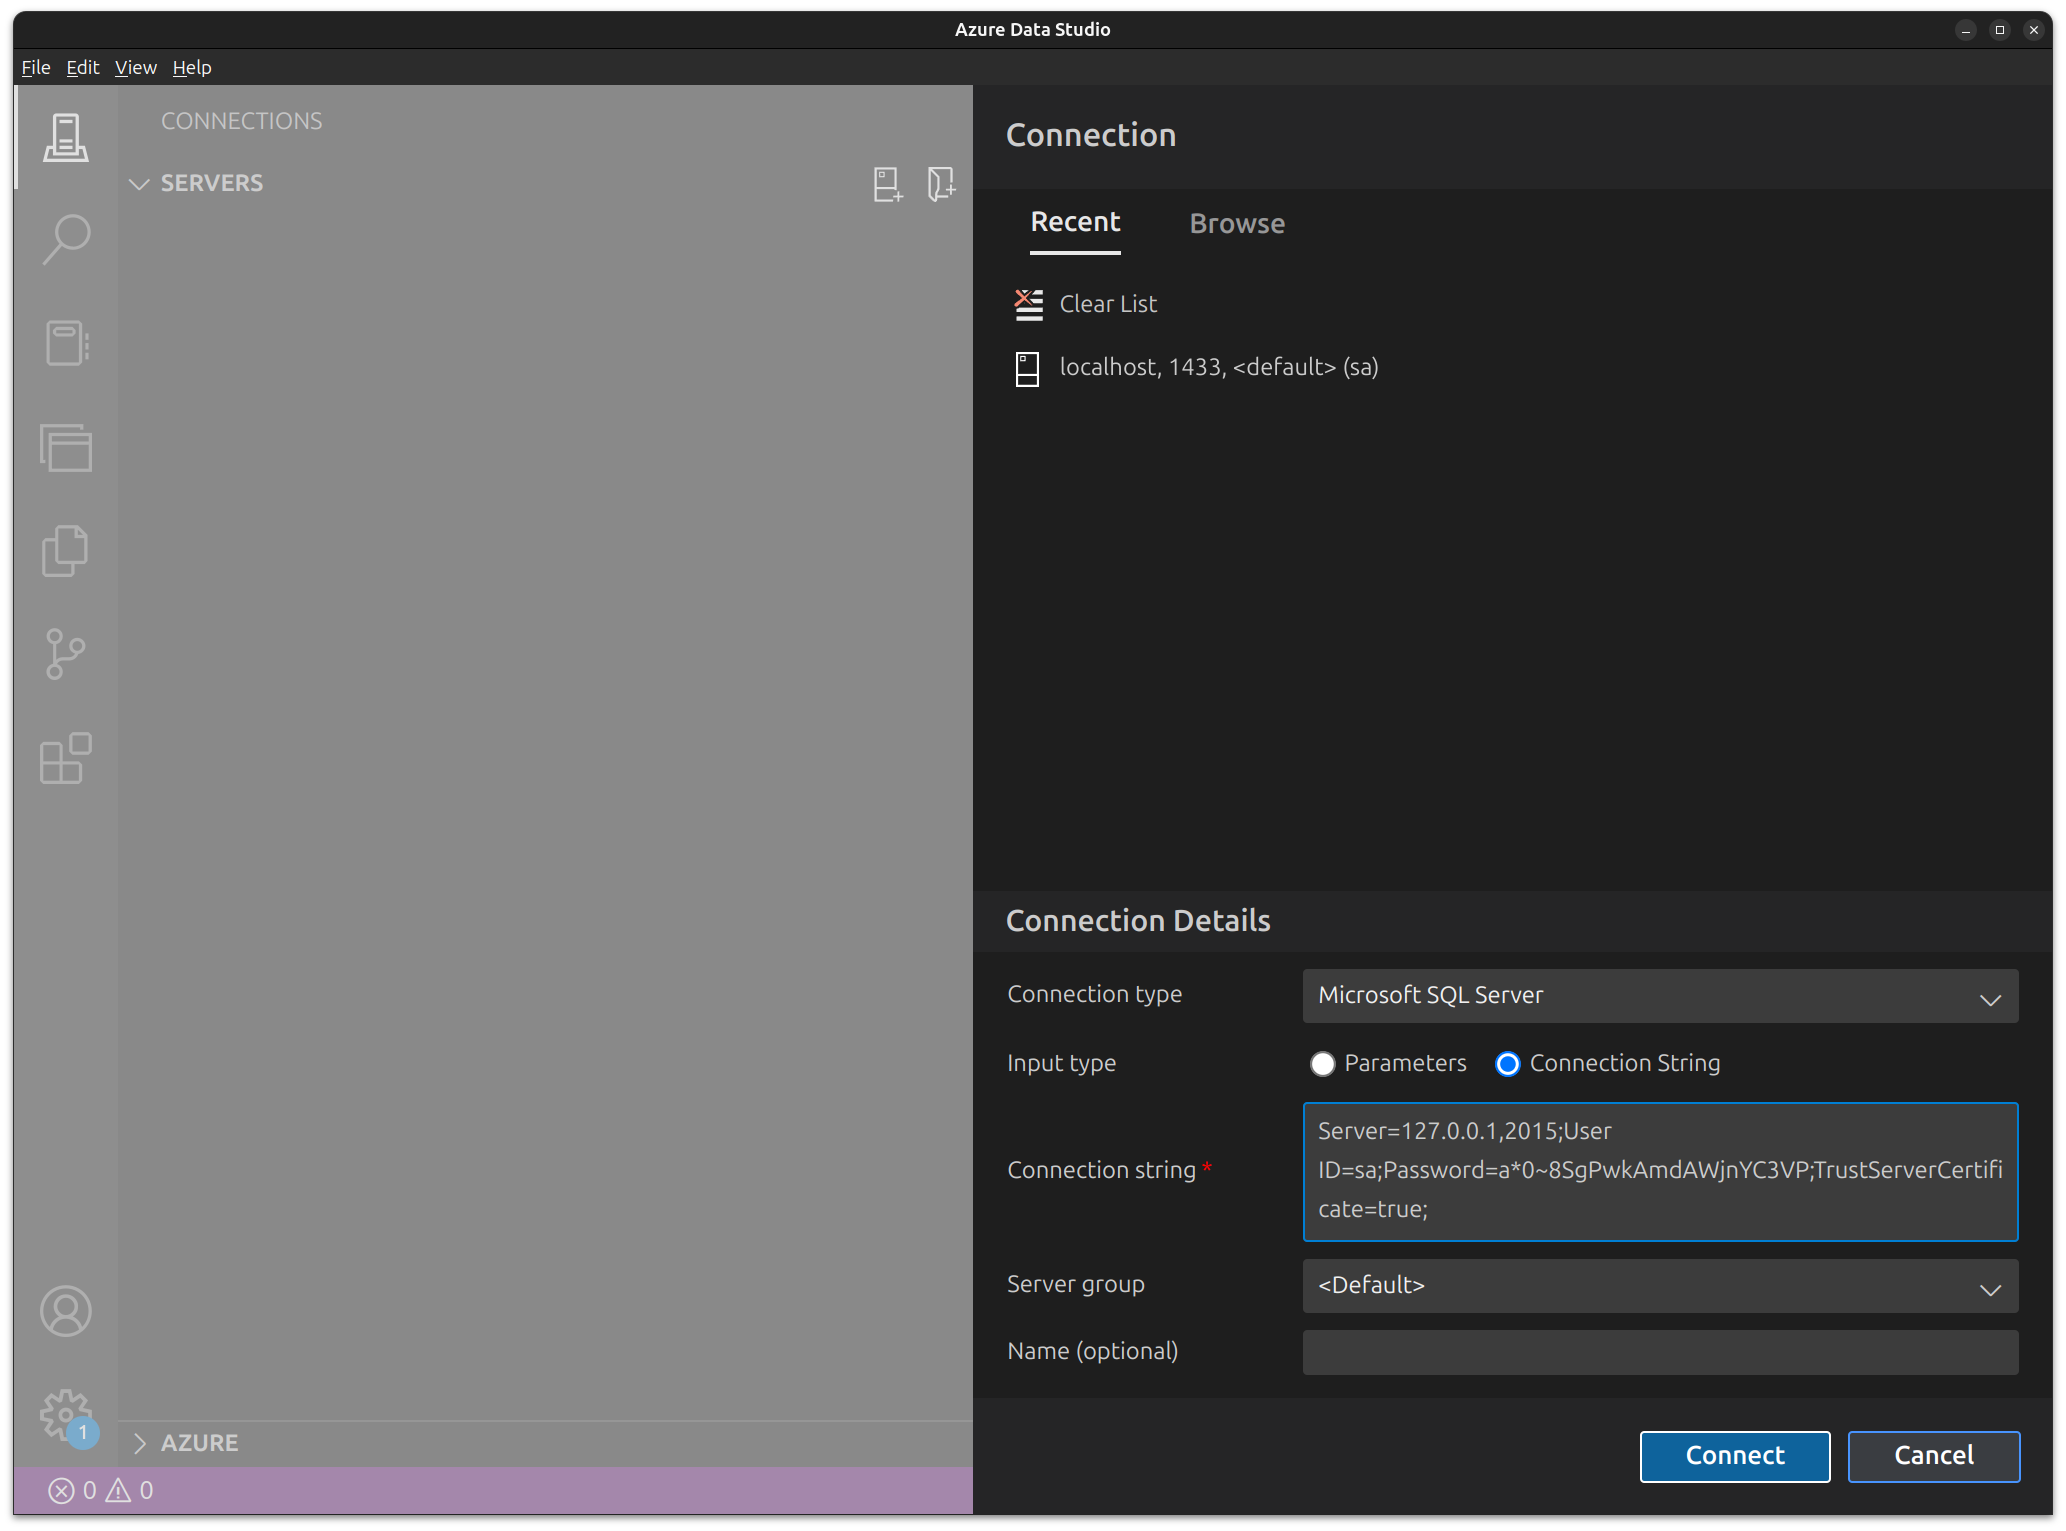 Azure Data Studio
File Edit View Help
CONNECTIONS
SERVERS
Connection
Recent Browse
Clear List
localhost, 1433, <default> (sa)
Connection Details
Connection type Microsoft SQL Server
Input type Parameters Connection String
Connection string *
Server=127.0.0.1,2015;User
ID=sa;Password=a*0~8SgPwkAmdAWjnYC3VP;TrustServerCertifi
cate=true;
Server group <Default>
Name (optional)
1
AZURE
Connect Cancel
0 0